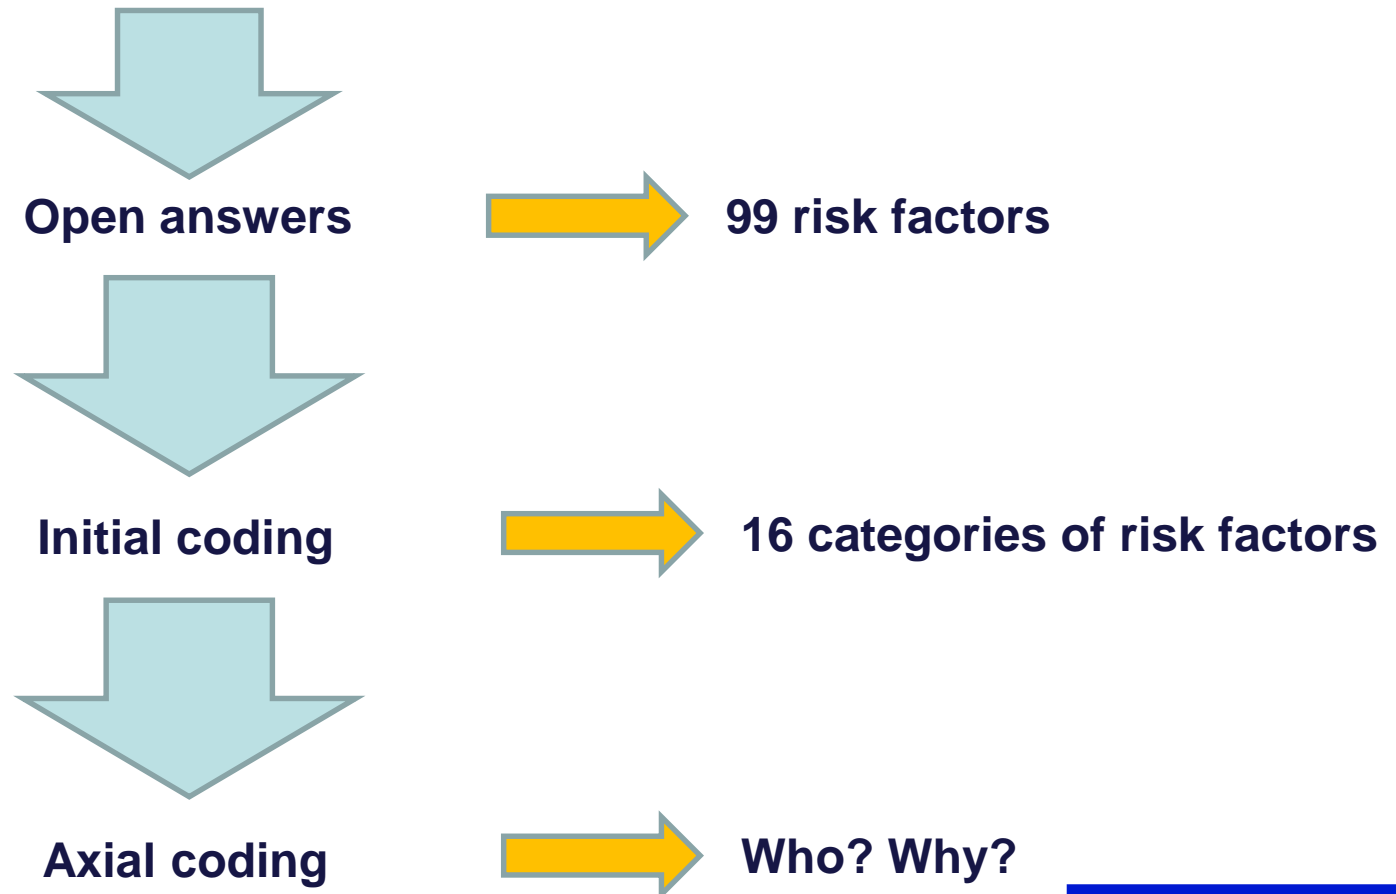 Open answers
99 risk factors
Initial coding
16 categories of risk factors
Axial coding
Who? Why?